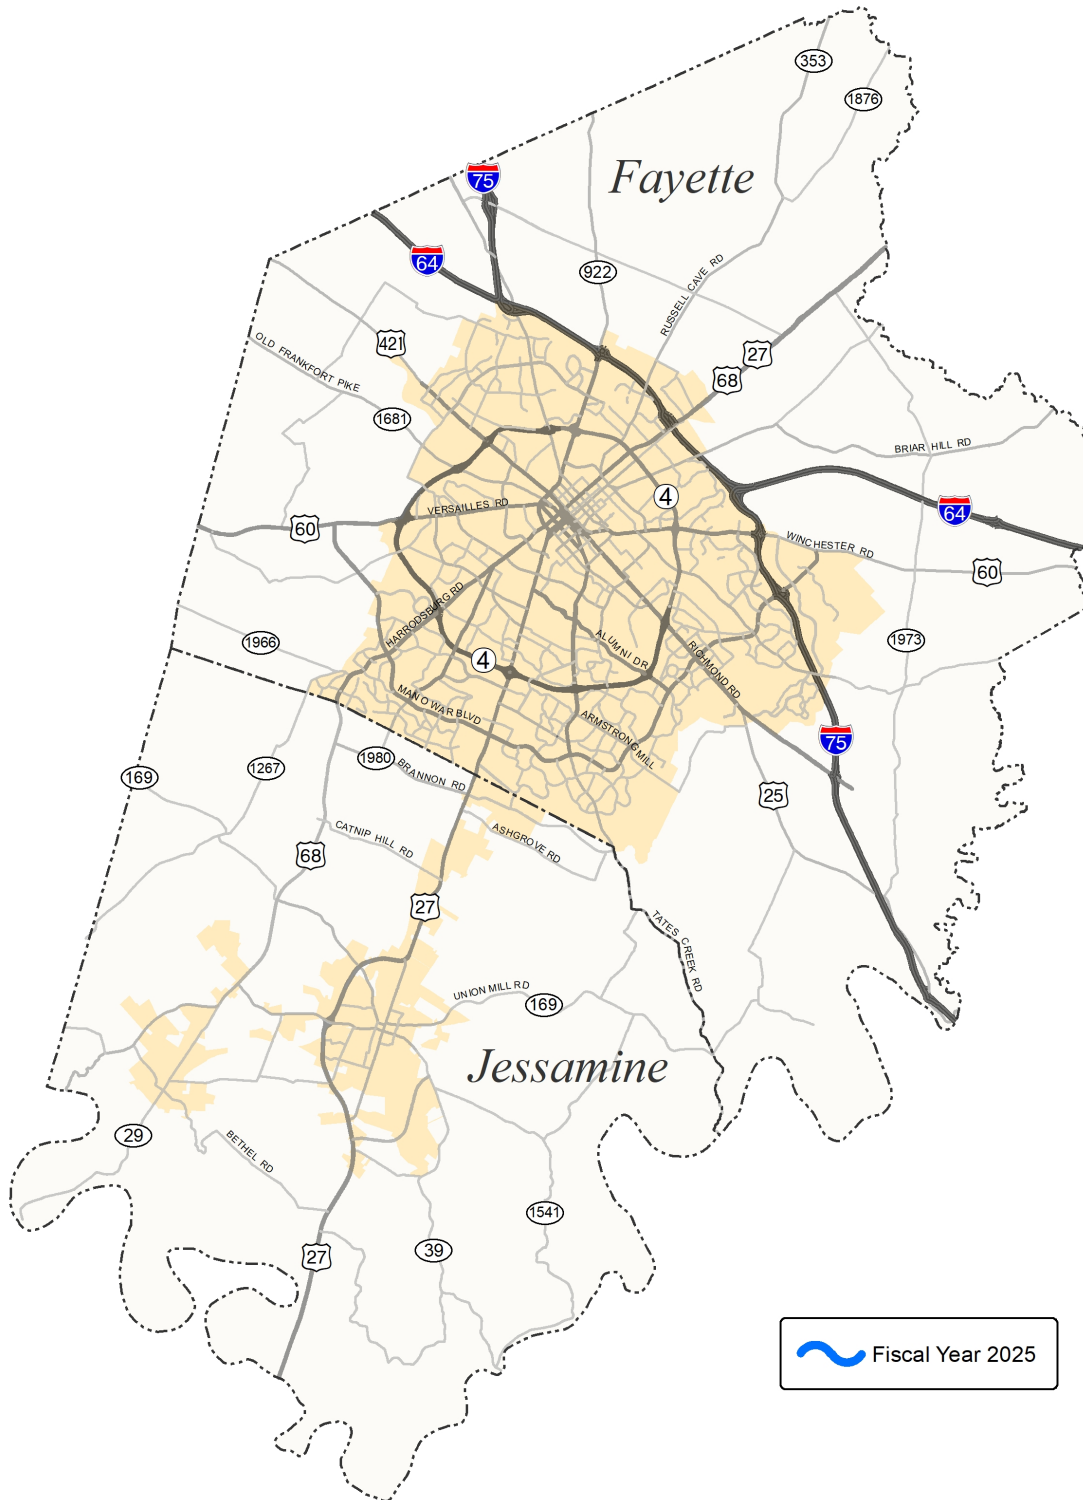 353
1876
Fayette
75
64
922
RUSSELL CAVE RD
421
27
OLD FRANKFORT PIKE
68
1681
BRIAR HILL RD
4
VERSAILLES RD
64
60
WINCHESTER RD
60
HARRODSBURG RD
1966
ALUMNI DR
1973
4
RICHMOND RD
MAN O WAR BLVD
ARMSTRONG MILL
75
1980
1267
169
BRANNON RD
25
CATNIP HILL RD
ASHGROVE RD
68
27
TATES CREEK RD
UNION MILL RD
169
Jessamine
29
BETHEL RD
1541
39
27
Fiscal Year 2025